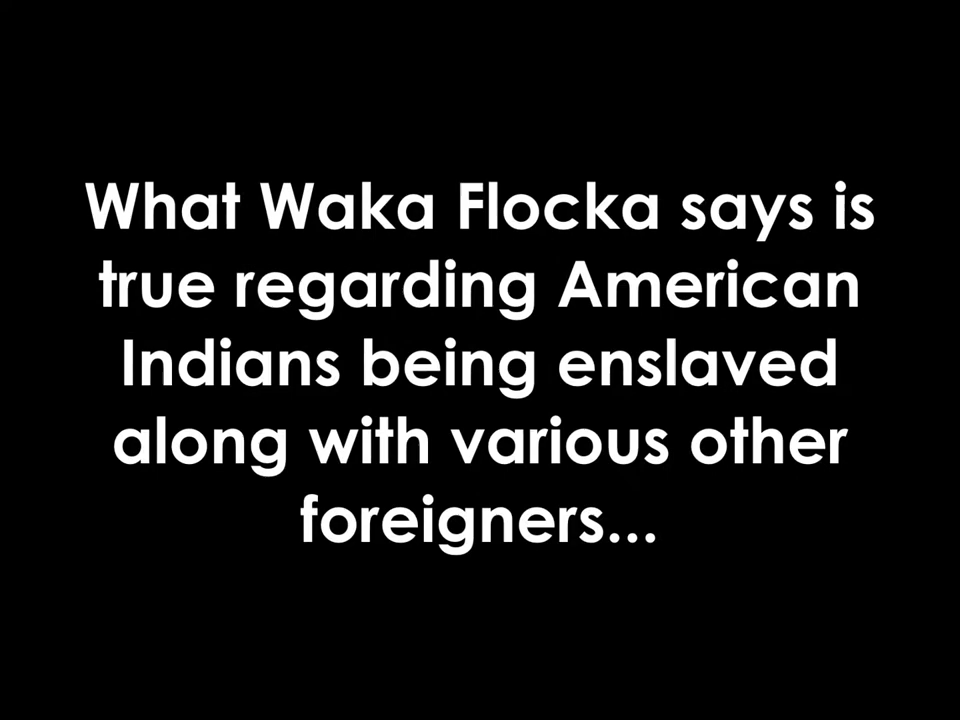 What Waka Flocka says is
true regarding American
Indians being enslaved
along with various other
foreigners...